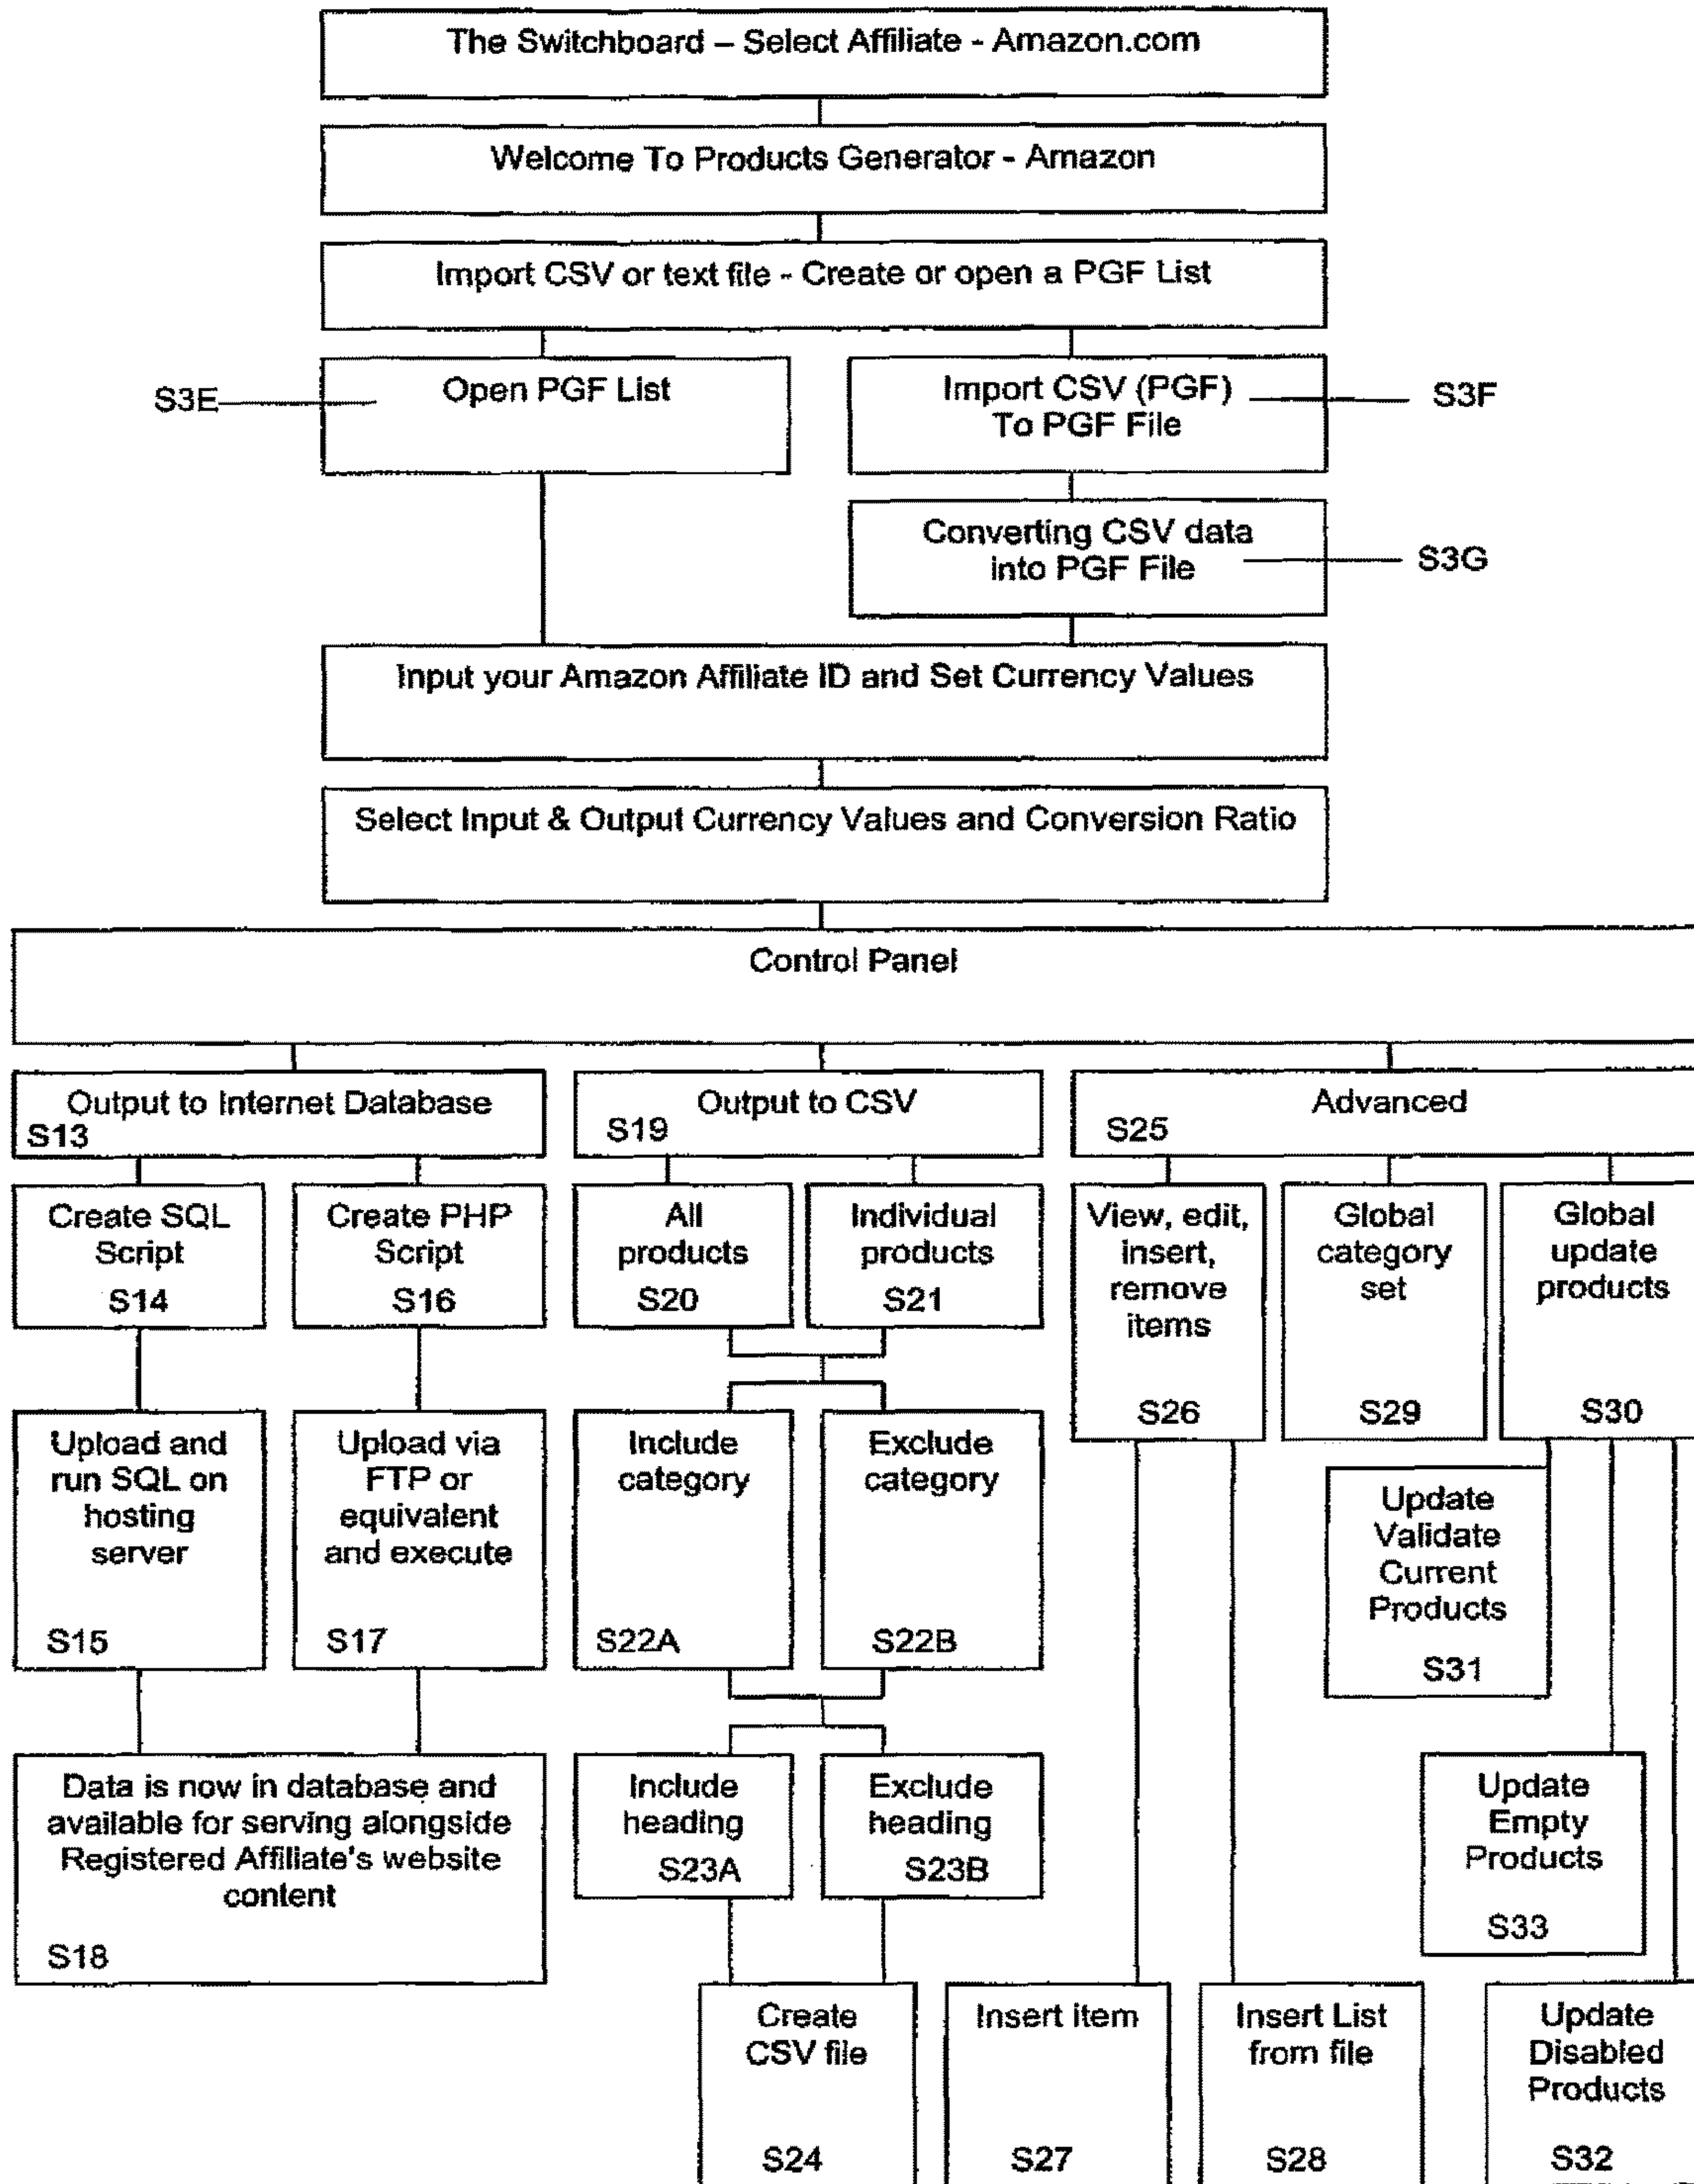 The Switchboard – Select Affiliate - Amazon.com
Welcome To Products Generator - Amazon
Import CSV or text file - Create or open a PGF List
S3E
Open PGF List
Import CSV (PGF)
To PGF File
S3F
Converting CSV data
into PGF File
S3G
Input your Amazon Affiliate ID and Set Currency Values
Select Input & Output Currency Values and Conversion Ratio
Control Panel
Output to Internet Database
S13
Output to CSV
S19
Advanced
S25
Create SQL
Script
S14
Create PHP
Script
S16
All
products
S20
Individual
products
S21
View, edit,
insert,
remove
items
S26
Global
category
set
S29
Global
update
products
S30
Upload and
run SQL on
hosting
server
S15
Upload via
FTP or
equivalent
and execute
S17
Include
category
S22A
Exclude
category
S22B
Update
Validate
Current
Products
S31
Data is now in database and
available for serving alongside
Registered Affiliate's website
content
S18
Include
heading
S23A
Exclude
heading
S23B
Update
Empty
Products
S33
Create
CSV file
S24
Insert item
S27
Insert List
from file
S28
Update
Disabled
Products
S32